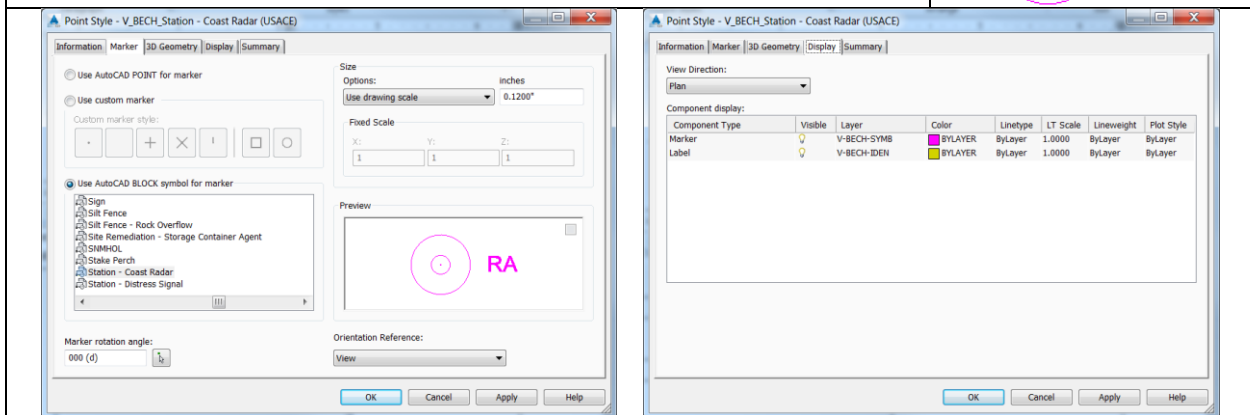 Point Style - V_BECH_Station - Coast Radar (USACE)
Information Marker 3D Geometry Display Summary
Use AutoCAD POINT for marker
Use custom marker
Custom marker style:
Use AutoCAD BLOCK symbol for marker
Sign
Silt Fence
Silt Fence - Rock Overflow
Site Remediation - Storage Container Agent
SNMHOL
Stake Perch
Station - Coast Radar
Station - Distress Signal
Marker rotation angle:
000 (d)
Size
Options: inches
Use drawing scale 0.1200"
Fixed Scale
X: Y: Z:
1 1 1
Preview
RA
Orientation Reference:
View
OK Cancel Apply Help
Point Style - V_BECH_Station - Coast Radar (USACE)
Information Marker 3D Geometry Display Summary
View Direction:
Plan
Component display:
Component Type Visible Layer Color Linetype LT Scale Lineweight Plot Style
Marker V-BECH-SYMB BYLAYER ByLayer 1.0000 ByLayer ByLayer
Label V-BECH-IDEN BYLAYER ByLayer 1.0000 ByLayer ByLayer
OK Cancel Apply Help